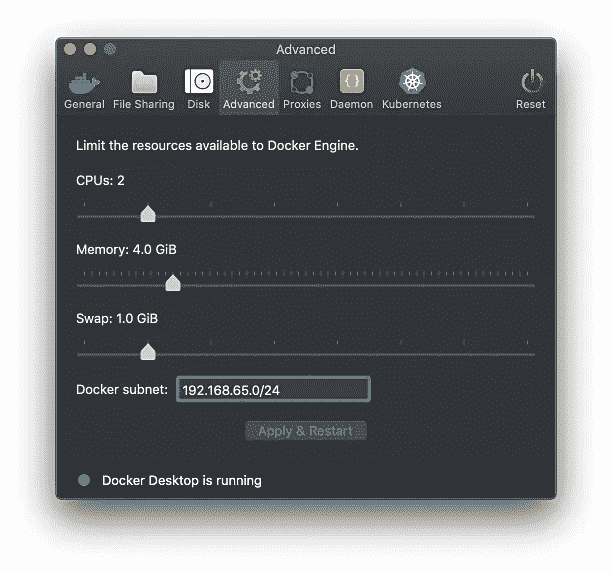 Advanced
General File Sharing Disk Advanced Proxies Daemon Kubernetes Reset
Limit the resources available to Docker Engine.
CPUs: 2
Memory: 4.0 GiB
Swap: 1.0 GiB
Docker subnet: 192.168.65.0/24
Apply & Restart
Docker Desktop is running